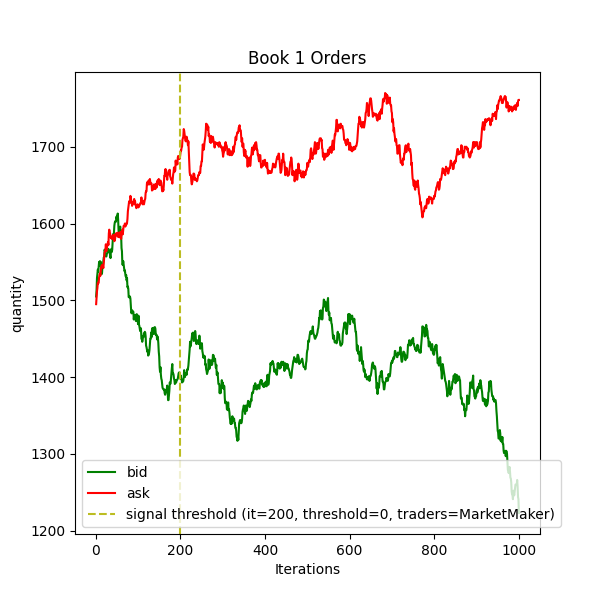 Book 1 Orders
quantity
1700
1600
1500
1400
1300
1200
bid
ask
signal threshold (it=200, threshold=0, traders=MarketMaker)
0 200 400 600 800 1000
Iterations